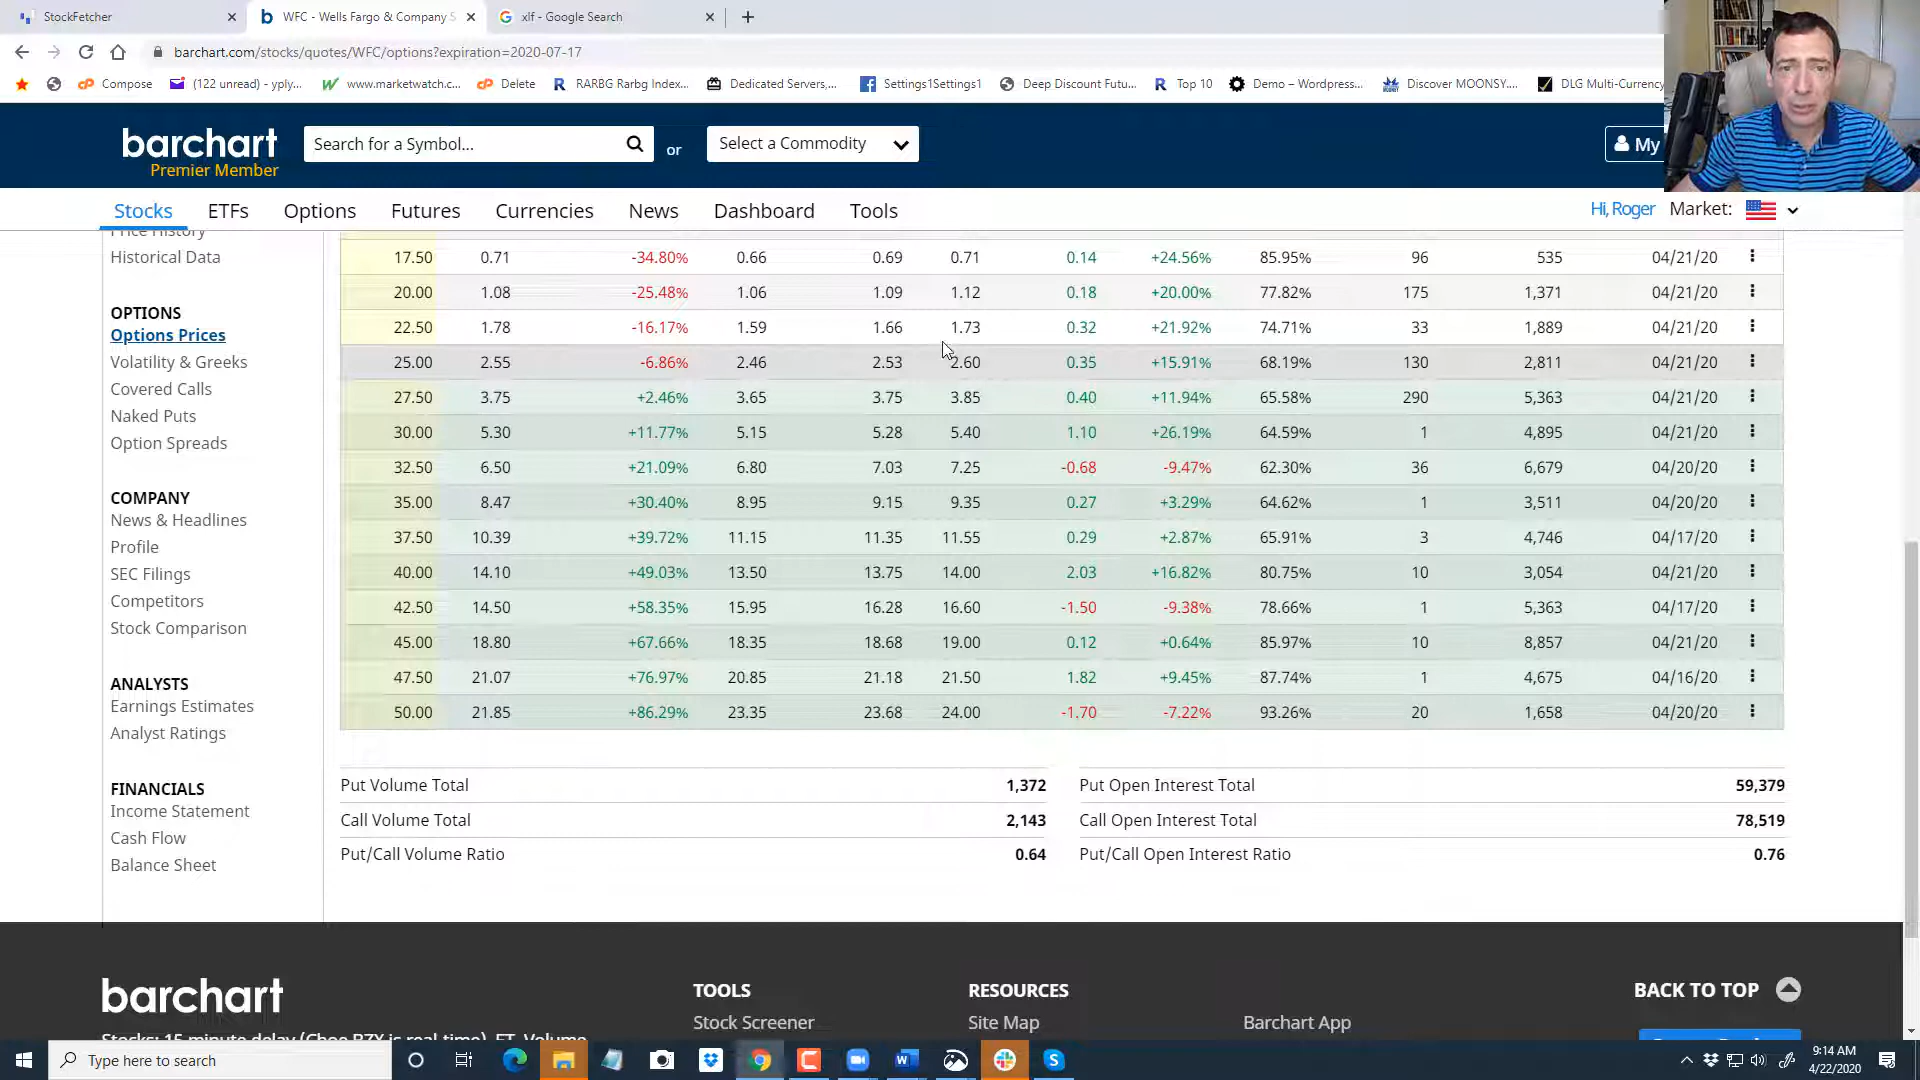 StockFetcher
WFC - Wells Fargo & Company S
xlf - Google Search
barchart.com/stocks/quotes/WFC/options?expiration=2020-07-17
Compose
(122 unread) - yply...
www.marketwatch.c...
Delete
RARBG Rarbg Index...
Dedicated Servers,...
Settings1Settings1
Deep Discount Futu...
Top 10
Demo – Wordpress...
Discover MOONSY....
DLG Multi-Currency
barchart
Premier Member
Search for a Symbol...
or
Select a Commodity
My
Stocks ETFs Options Futures Currencies News Dashboard Tools
Hi, Roger Market:
Price History
Historical Data
OPTIONS
Options Prices
Volatility & Greeks
Covered Calls
Naked Puts
Option Spreads
COMPANY
News & Headlines
Profile
SEC Filings
Competitors
Stock Comparison
ANALYSTS
Earnings Estimates
Analyst Ratings
FINANCIALS
Income Statement
Cash Flow
Balance Sheet
17.50 0.71 -34.80% 0.66 0.69 0.71 0.14 +24.56% 85.95% 96 535 04/21/20
20.00 1.08 -25.48% 1.06 1.09 1.12 0.18 +20.00% 77.82% 175 1,371 04/21/20
22.50 1.78 -16.17% 1.59 1.66 1.73 0.32 +21.92% 74.71% 33 1,889 04/21/20
25.00 2.55 -6.86% 2.46 2.53 2.60 0.35 +15.91% 68.19% 130 2,811 04/21/20
27.50 3.75 +2.46% 3.65 3.75 3.85 0.40 +11.94% 65.58% 290 5,363 04/21/20
30.00 5.30 +11.77% 5.15 5.28 5.40 1.10 +26.19% 64.59% 1 4,895 04/21/20
32.50 6.50 +21.09% 6.80 7.03 7.25 -0.68 -9.47% 62.30% 36 6,679 04/20/20
35.00 8.47 +30.40% 8.95 9.15 9.35 0.27 +3.29% 64.62% 1 3,511 04/20/20
37.50 10.39 +39.72% 11.15 11.35 11.55 0.29 +2.87% 65.91% 3 4,746 04/17/20
40.00 14.10 +49.03% 13.50 13.75 14.00 2.03 +16.82% 80.75% 10 3,054 04/21/20
42.50 14.50 +58.35% 15.95 16.28 16.60 -1.50 -9.38% 78.66% 1 5,363 04/17/20
45.00 18.80 +67.66% 18.35 18.68 19.00 0.12 +0.64% 85.97% 10 8,857 04/21/20
47.50 21.07 +76.97% 20.85 21.18 21.50 1.82 +9.45% 87.74% 1 4,675 04/16/20
50.00 21.85 +86.29% 23.35 23.68 24.00 -1.70 -7.22% 93.26% 20 1,658 04/20/20
Put Volume Total 1,372
Call Volume Total 2,143
Put/Call Volume Ratio 0.64
Put Open Interest Total 59,379
Call Open Interest Total 78,519
Put/Call Open Interest Ratio 0.76
barchart
Stocks: 15 minute delay (Cboe BZX is real-time), ET. Volume
TOOLS
Stock Screener
RESOURCES
Site Map
Barchart App
BACK TO TOP
Type here to search
9:14 AM
4/22/2020